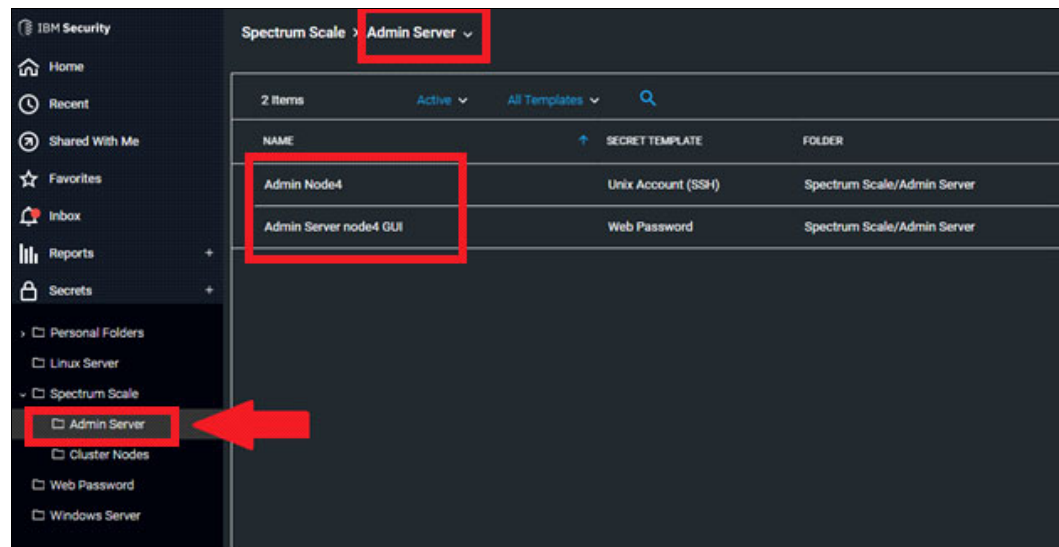 IBM Security
Home
Recent
Shared With Me
Favorites
Inbox
Reports +
Secrets +
Personal Folders
Linux Server
Spectrum Scale
Admin Server
Cluster Nodes
Web Password
Windows Server
Spectrum Scale > Admin Server
2 Items Active All Templates
NAME SECRET TEMPLATE FOLDER
Admin Node4 Unix Account (SSH) Spectrum Scale/Admin Server
Admin Server node4 GUI Web Password Spectrum Scale/Admin Server